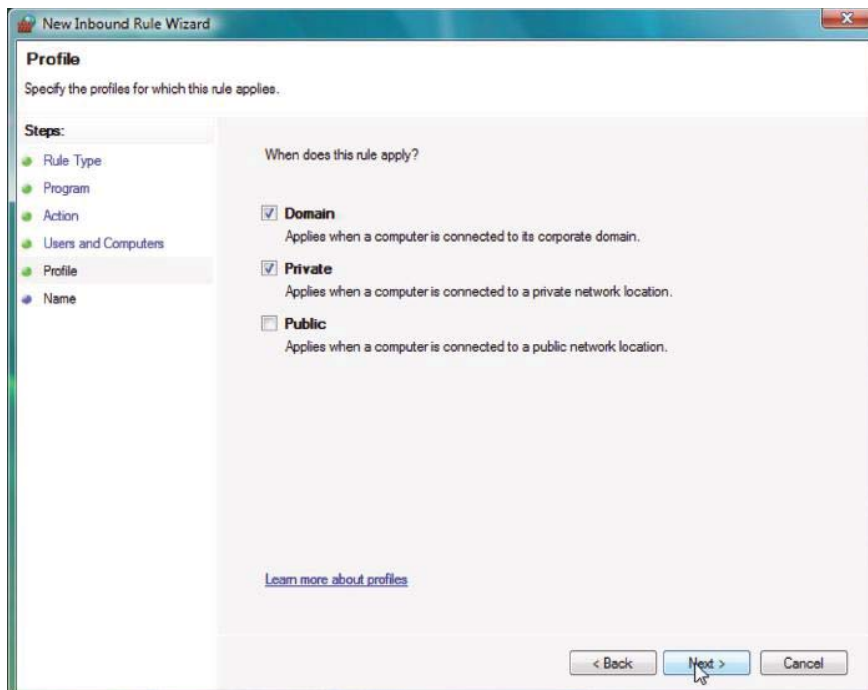 New Inbound Rule Wizard
Profile
Specify the profiles for which this rule applies.
Steps:
Rule Type
Program
Action
Users and Computers
Profile
Name
When does this rule apply?
Domain
Applies when a computer is connected to its corporate domain.
Private
Applies when a computer is connected to a private network location.
Public
Applies when a computer is connected to a public network location.
Learn more about profiles
< Back
Next >
Cancel